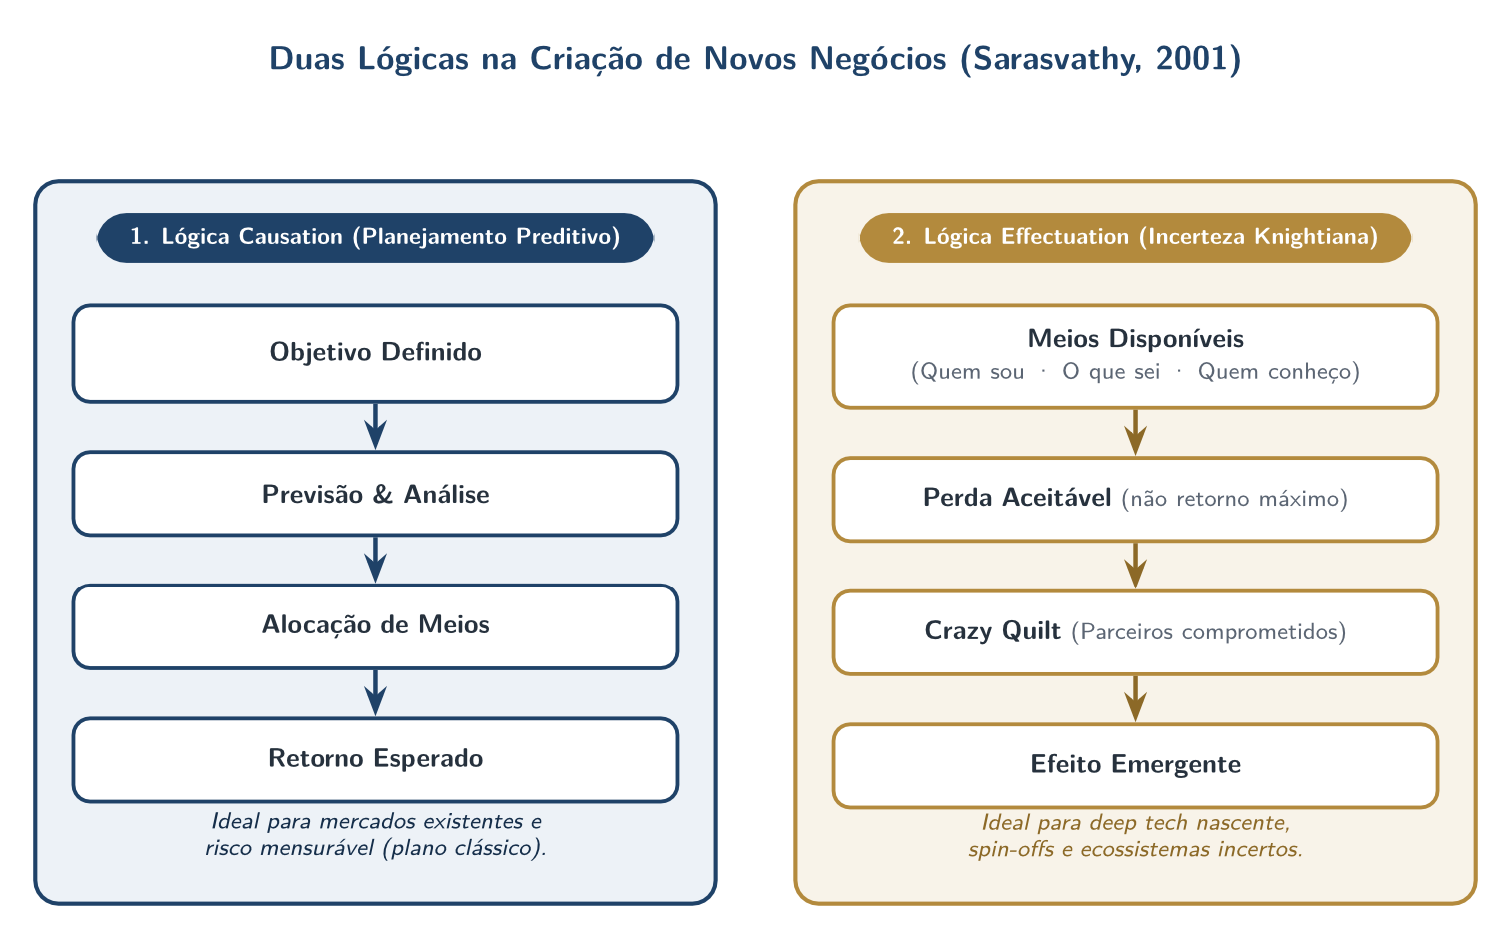 Duas Lógicas na Criação de Novos Negócios (Sarasvathy, 2001)
1. Lógica Causation (Planejamento Preditivo)
Objetivo Definido
Previsão & Análise
Alocação de Meios
Retorno Esperado
Ideal para mercados existentes e
risco mensurável (plano clássico).
2. Lógica Effectuation (Incerteza Knightiana)
Meios Disponíveis
(Quem sou · O que sei · Quem conheço)
Perda Aceitável (não retorno máximo)
Crazy Quilt (Parceiros comprometidos)
Efeito Emergente
Ideal para deep tech nascente,
spin-offs e ecossistemas incertos.